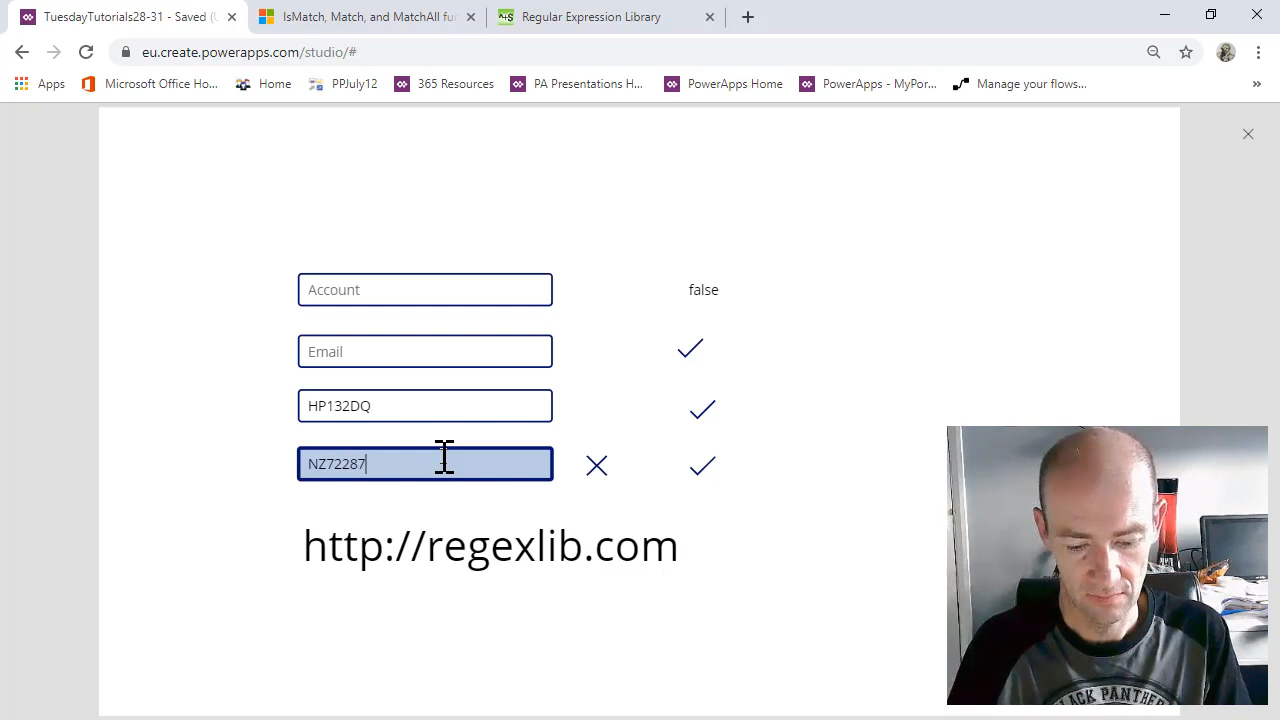 TuesdayTutorials28-31 - Saved (
IsMatch, Match, and MatchAll fu
Regular Expression Library
eu.create.powerapps.com/studio/#
Apps
Microsoft Office Ho...
Home
PPJuly12
365 Resources
PA Presentations H...
PowerApps Home
PowerApps - MyPor...
Manage your flows...
Account
false
Email
HP132DQ
NZ72287
http://regexlib.com
BLACK PANTHER